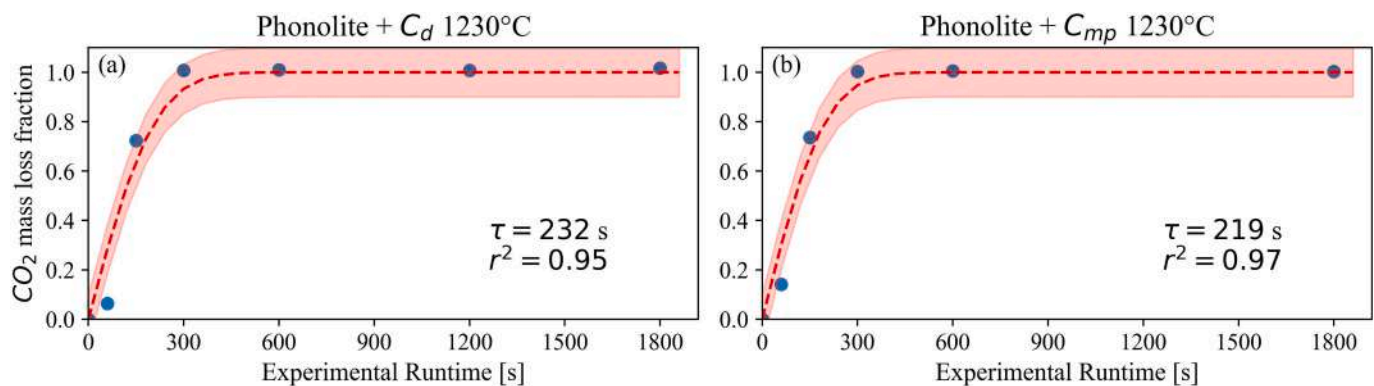 Phonolite + C_d 1230°C
(a)
CO_2 mass loss fraction
1.0
0.8
0.6
0.4
0.2
0.0
τ = 232 s
r^2 = 0.95
0 300 600 900 1200 1500 1800
Experimental Runtime [s]
Phonolite + C_{mp} 1230°C
(b)
1.0
0.8
0.6
0.4
0.2
0.0
τ = 219 s
r^2 = 0.97
0 300 600 900 1200 1500 1800
Experimental Runtime [s]